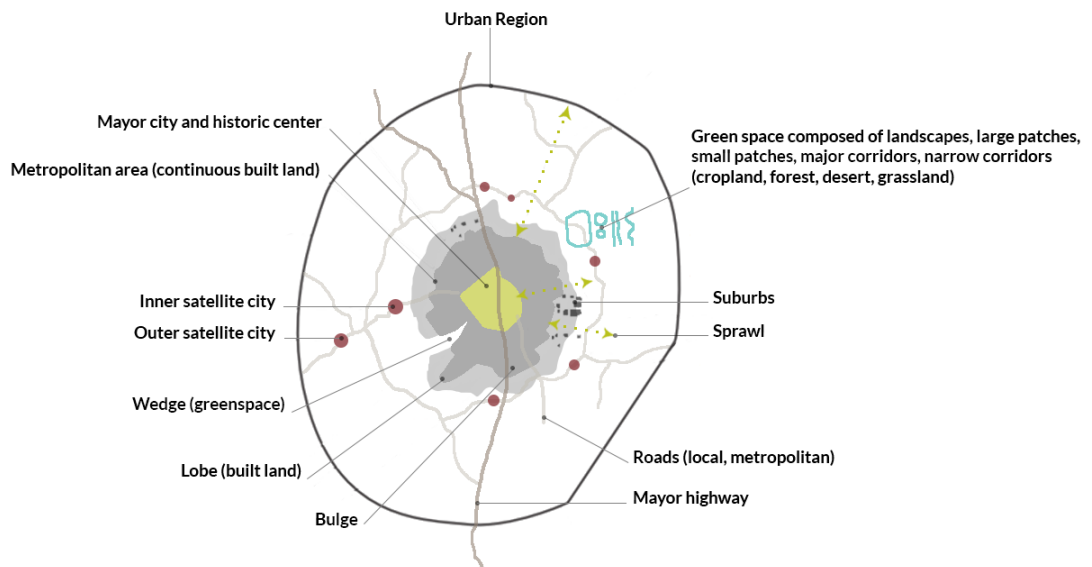 Urban Region
Mayor city and historic center
Metropolitan area (continuous built land)
Green space composed of landscapes, large patches,
small patches, major corridors, narrow corridors
(cropland, forest, desert, grassland)
Inner satellite city
Outer satellite city
Suburbs
Sprawl
Wedge (greenspace)
Lobe (built land)
Bulge
Roads (local, metropolitan)
Mayor highway